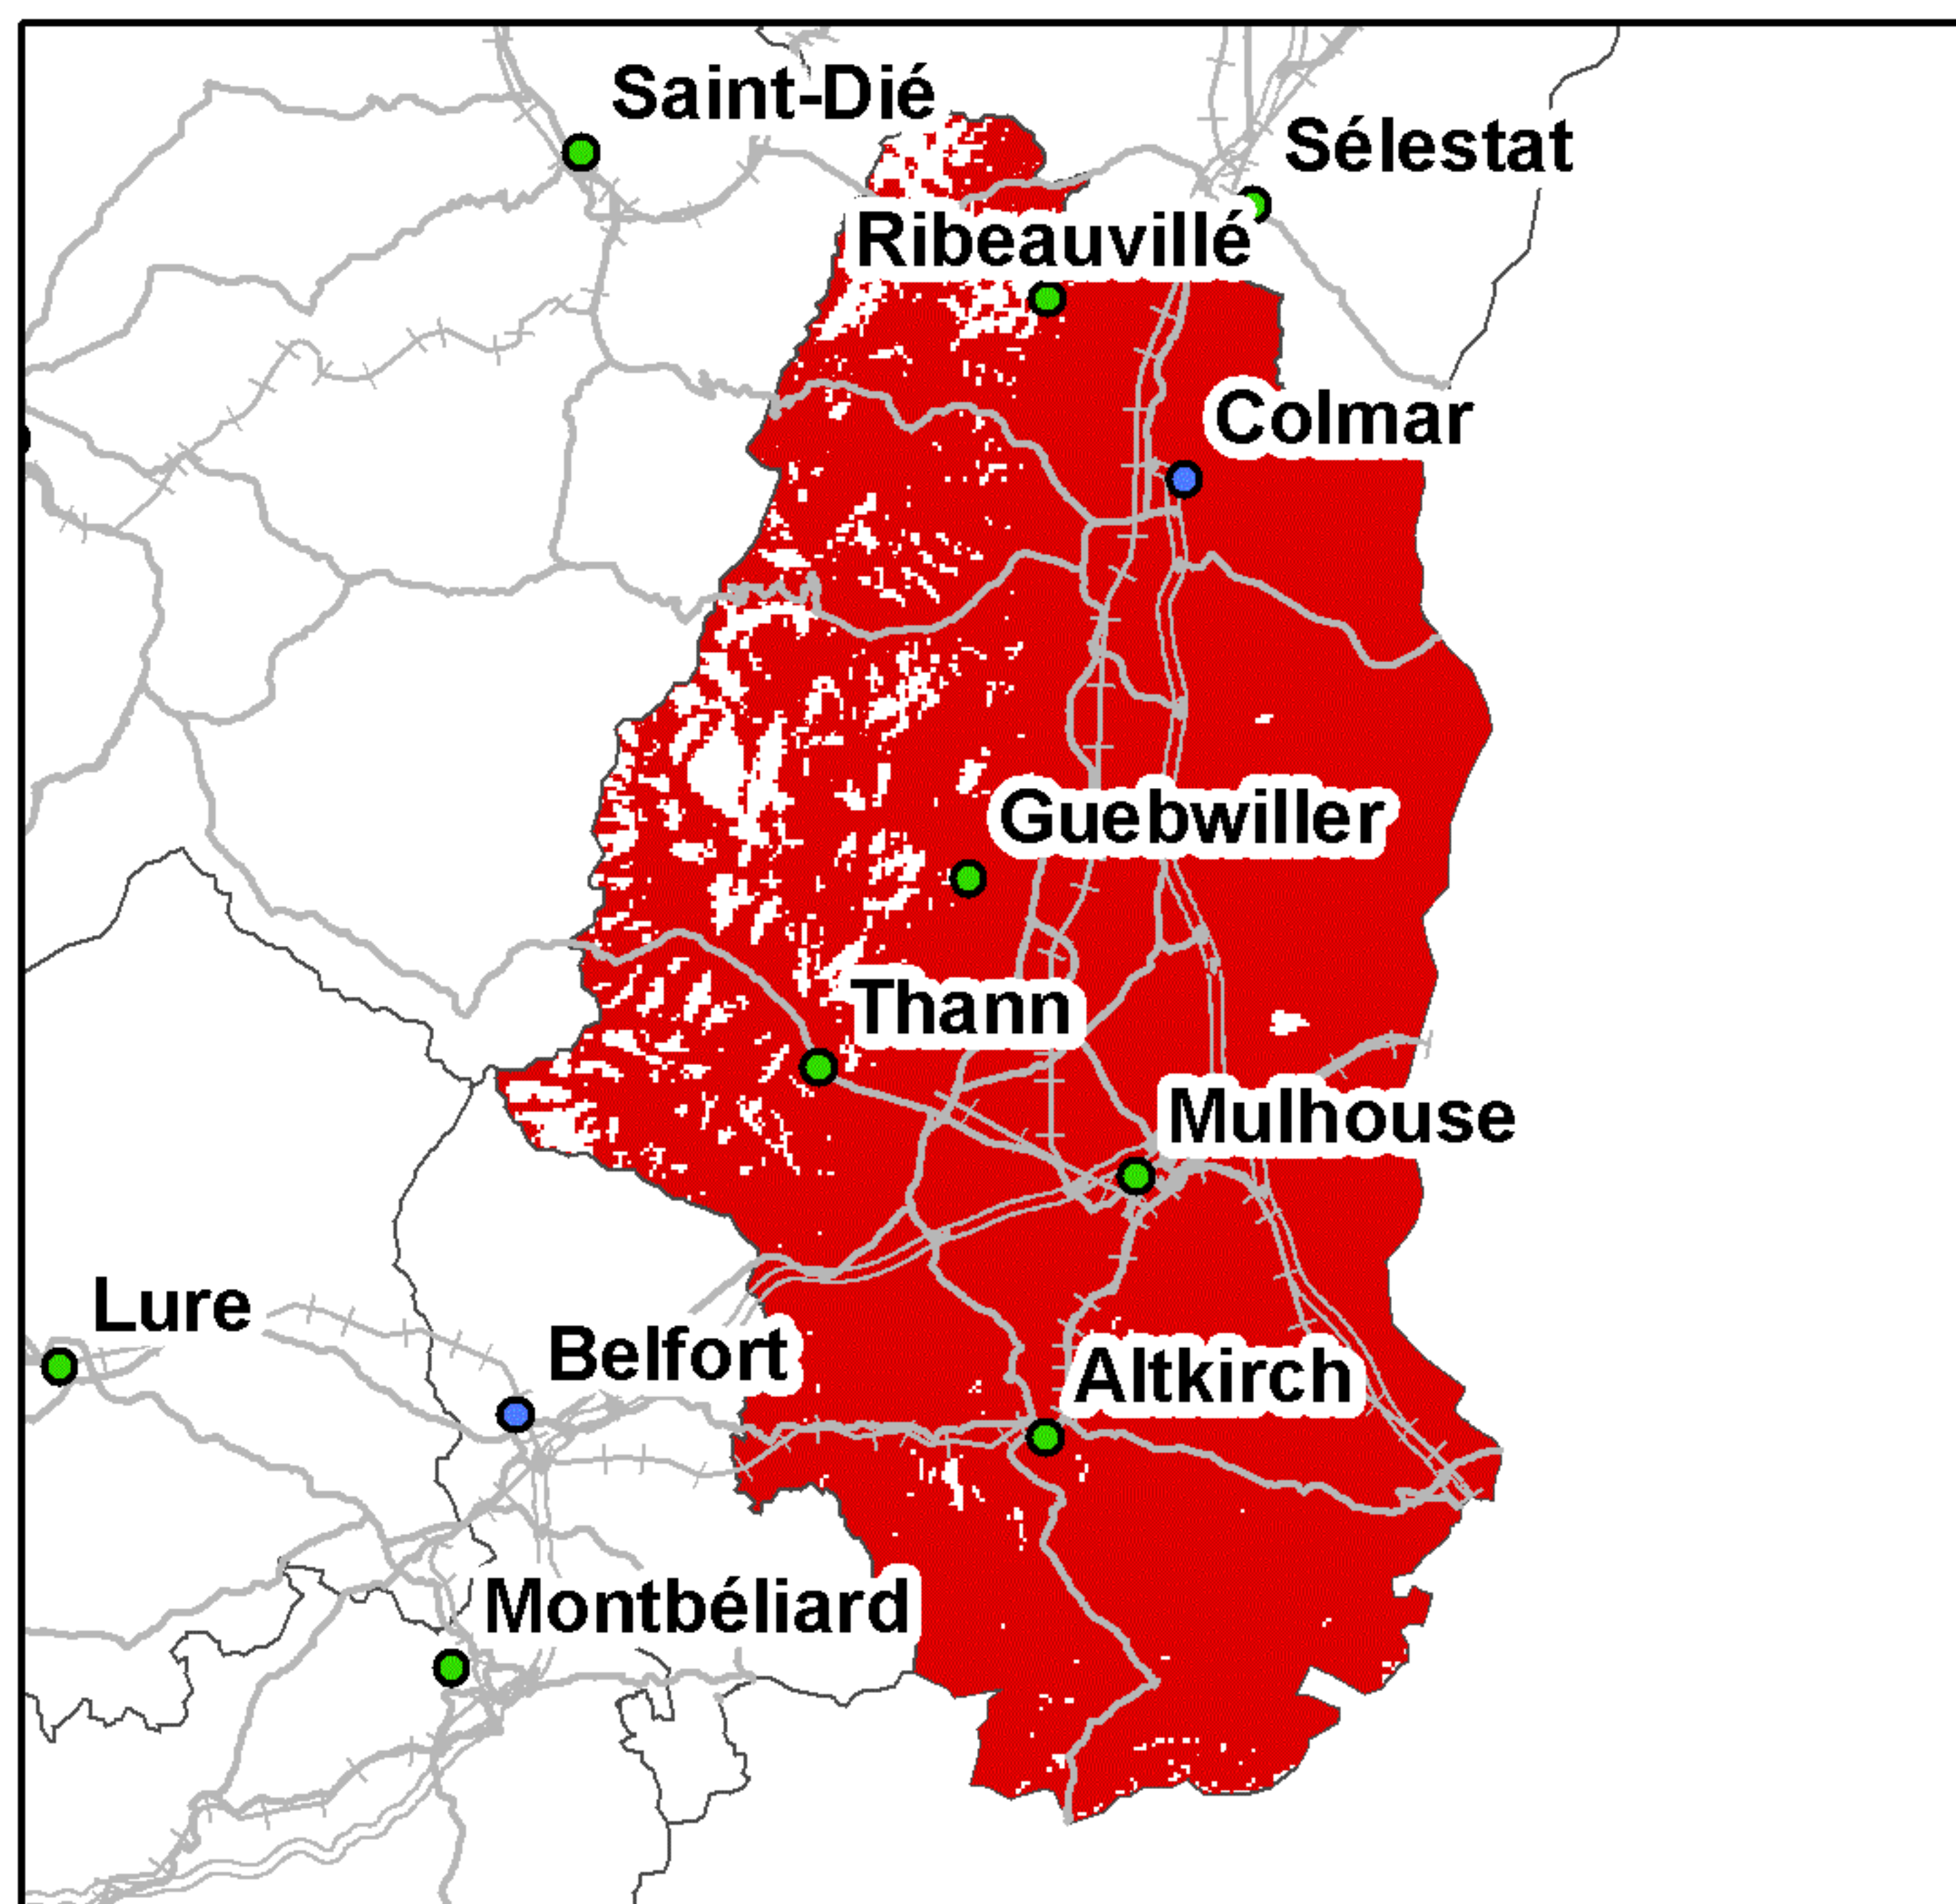 Saint-Dié
Sélestat
Ribeauvillé
Colmar
Guebwiller
Thann
Mulhouse
Lure
Belfort
Altkirch
Montbéliard